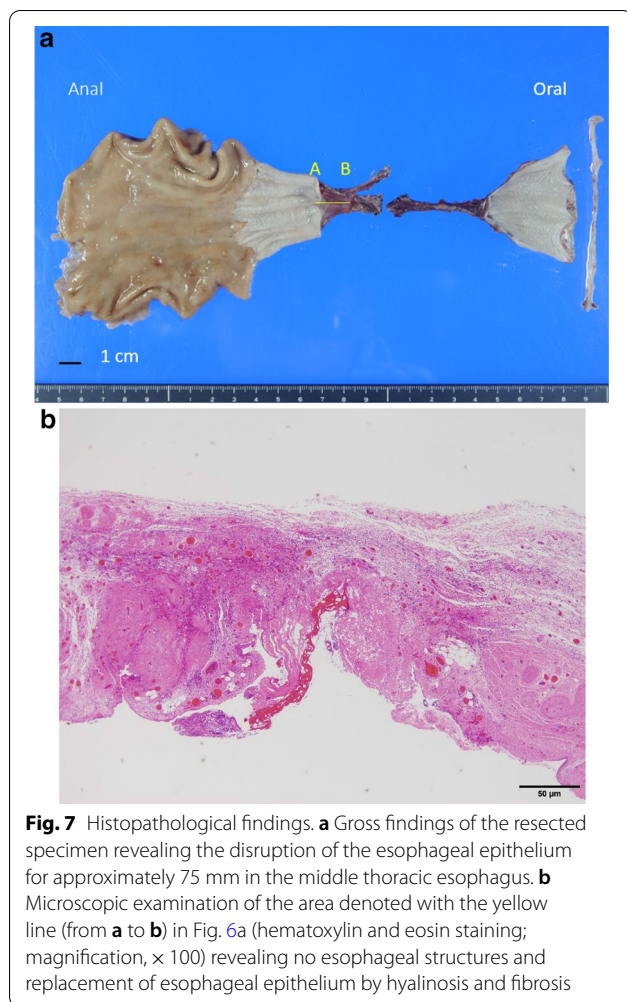 a
Anal
Oral
A B
1 cm
b
50 µm
Fig. 7 Histopathological findings. a Gross findings of the resected
specimen revealing the disruption of the esophageal epithelium
for approximately 75 mm in the middle thoracic esophagus. b
Microscopic examination of the area denoted with the yellow
line (from a to b) in Fig. 6a (hematoxylin and eosin staining;
magnification, × 100) revealing no esophageal structures and
replacement of esophageal epithelium by hyalinosis and fibrosis